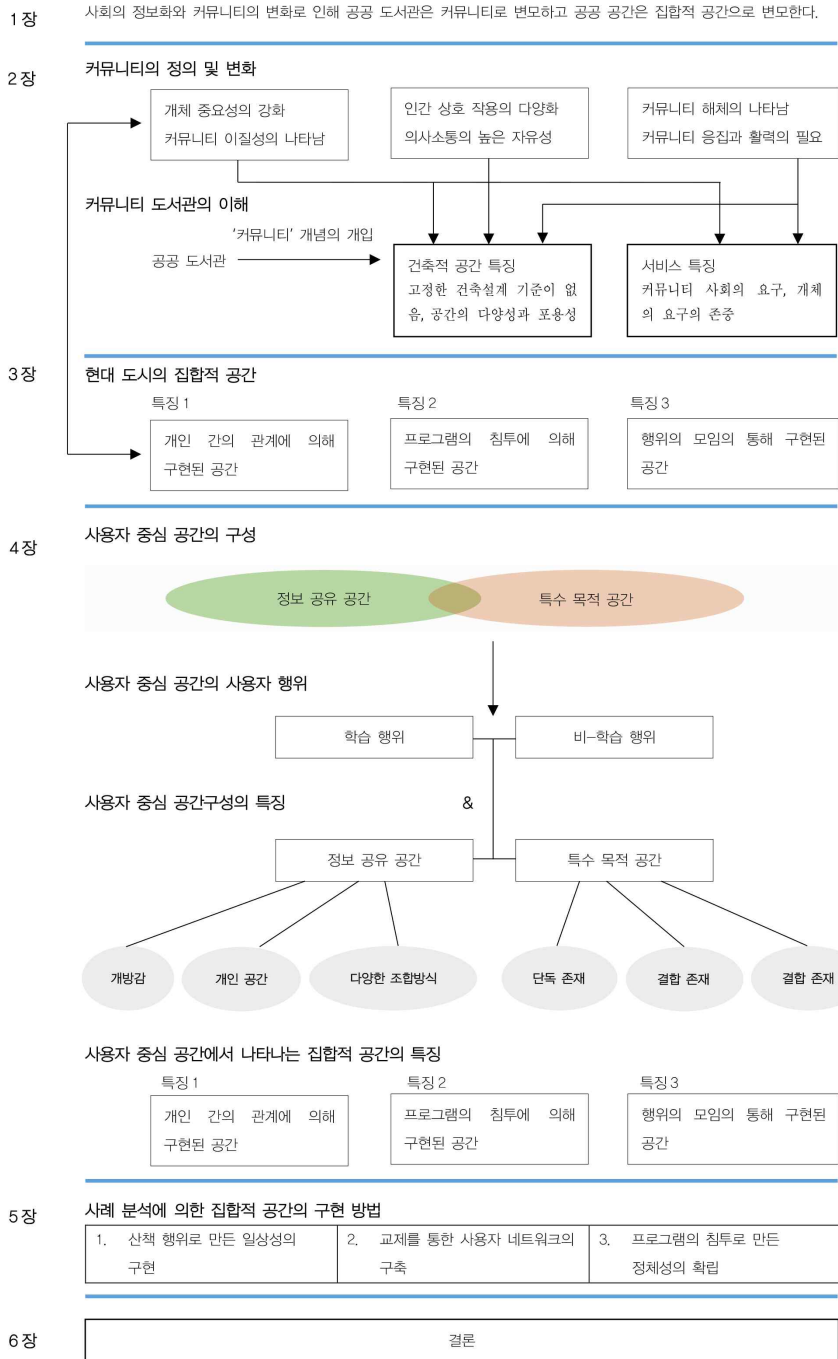 1장
사회의 정보화와 커뮤니티의 변화로 인해 공공 도서관은 커뮤니티로 변모하고 공공 공간은 집합적 공간으로 변모한다.
2장
커뮤니티의 정의 및 변화
개체 중요성의 강화
커뮤니티 이질성의 나타남
인간 상호 작용의 다양화
의사소통의 높은 자유성
커뮤니티 해체의 나타남
커뮤니티 응집과 활력의 필요
커뮤니티 도서관의 이해
'커뮤니티' 개념의 개입
공공 도서관
건축적 공간 특징
고정한 건축설계 기준이 없
음, 공간의 다양성과 포용성
서비스 특징
커뮤니티 사회의 요구, 개체
의 요구의 존중
3장
현대 도시의 집합적 공간
특징 1
개인 간의 관계에 의해
구현된 공간
특징 2
프로그램의 침투에 의해
구현된 공간
특징 3
행위의 모임의 통해 구현된
공간
4장
사용자 중심 공간의 구성
정보 공유 공간
특수 목적 공간
사용자 중심 공간의 사용자 행위
학습 행위
비-학습 행위
사용자 중심 공간구성의 특징
&
정보 공유 공간
특수 목적 공간
개방감
개인 공간
다양한 조합방식
단독 존재
결합 존재
결합 존재
사용자 중심 공간에서 나타나는 집합적 공간의 특징
특징 1
개인 간의 관계에 의해
구현된 공간
특징 2
프로그램의 침투에 의해
구현된 공간
특징 3
행위의 모임의 통해 구현된
공간
5장
사례 분석에 의한 집합적 공간의 구현 방법
1. 산책 행위로 만든 일상성의
구현
2. 교제를 통한 사용자 네트워크의
구축
3. 프로그램의 침투로 만든
정체성의 확립
6장
결론